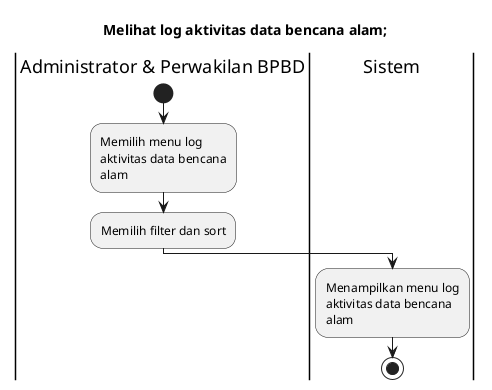 Melihat log aktivitas data bencana alam;
Administrator & Perwakilan BPBD
Sistem
Memilih menu log
aktivitas data bencana
alam
Memilih filter dan sort
Menampilkan menu log
aktivitas data bencana
alam